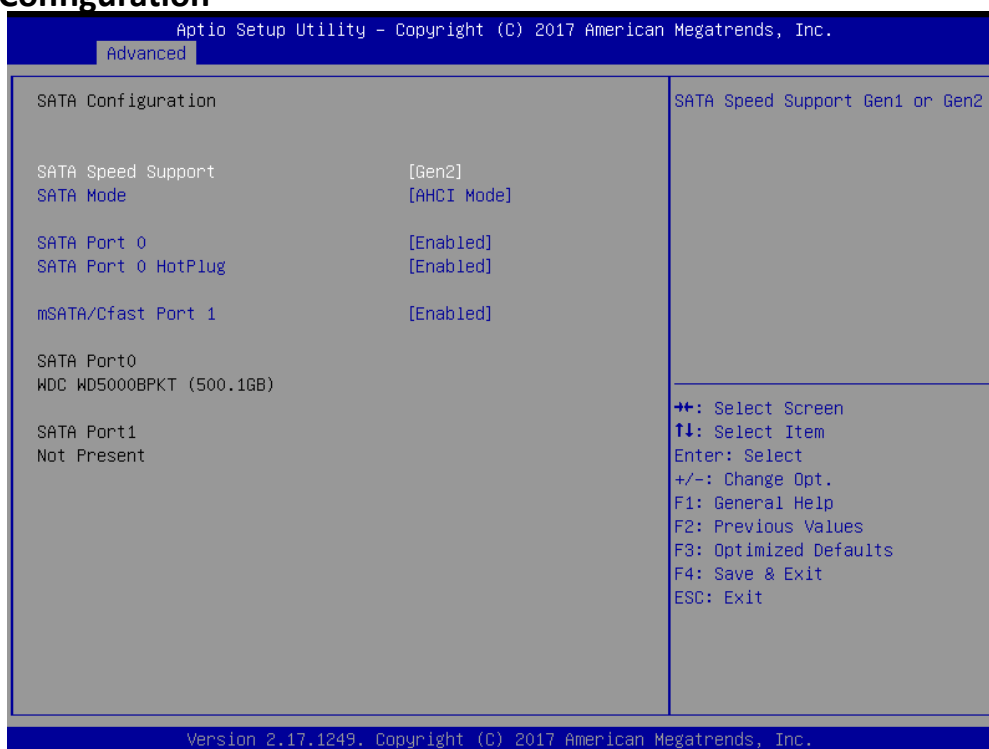 Configuration
Aptio Setup Utility – Copyright (C) 2017 American Megatrends, Inc.
Advanced
SATA Configuration
SATA Speed Support [Gen2]
SATA Mode [AHCI Mode]
SATA Port 0 [Enabled]
SATA Port 0 HotPlug [Enabled]
mSATA/Cfast Port 1 [Enabled]
SATA Port0
WDC WD5000BPKT (500.1GB)
SATA Port1
Not Present
SATA Speed Support Gen1 or Gen2
→←: Select Screen
↑↓: Select Item
Enter: Select
+/-: Change Opt.
F1: General Help
F2: Previous Values
F3: Optimized Defaults
F4: Save & Exit
ESC: Exit
Version 2.17.1249. Copyright (C) 2017 American Megatrends, Inc.